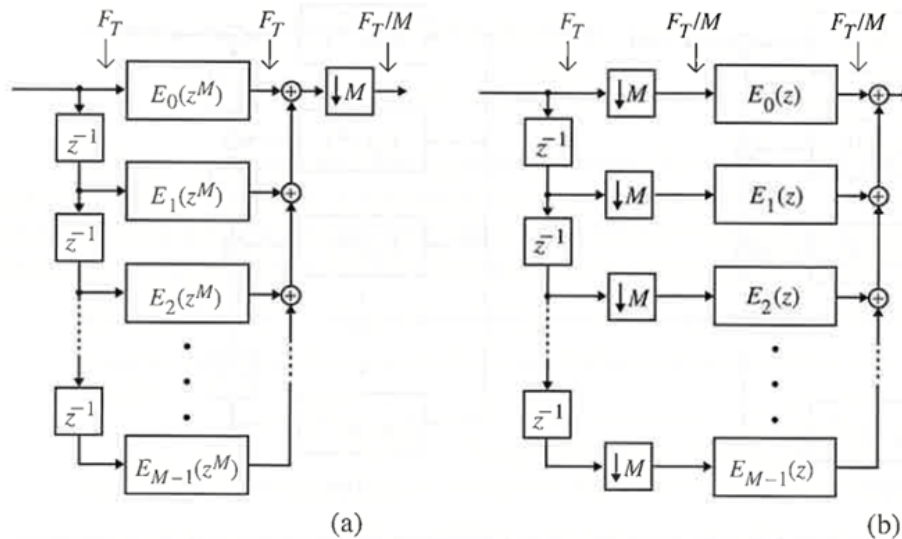 F_T F_T F_T/M
E_0(z^M) ↓M
z^{-1}
E_1(z^M)
z^{-1}
E_2(z^M)
z^{-1}
E_{M-1}(z^M)
(a)
F_T F_T/M F_T/M
↓M E_0(z)
z^{-1}
↓M E_1(z)
z^{-1}
↓M E_2(z)
z^{-1}
↓M E_{M-1}(z)
(b)